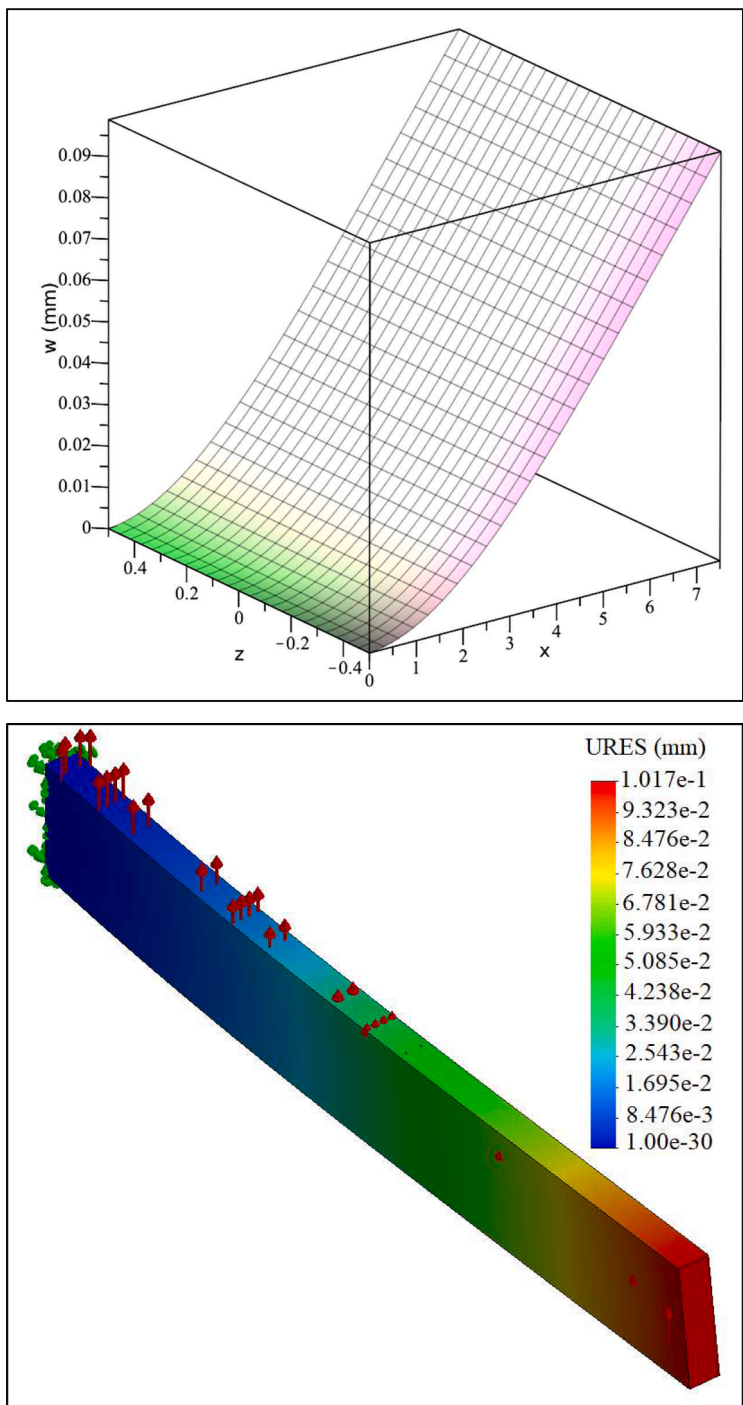 0.09
0.08
0.07
0.06
0.05
0.04
0.03
0.02
0.01
0
w (mm)
0.4
0.2
0
−0.2
−0.4
z
0
1
2
3
4
5
6
7
x
URES (mm)
1.017e-1
9.323e-2
8.476e-2
7.628e-2
6.781e-2
5.933e-2
5.085e-2
4.238e-2
3.390e-2
2.543e-2
1.695e-2
8.476e-3
1.00e-30